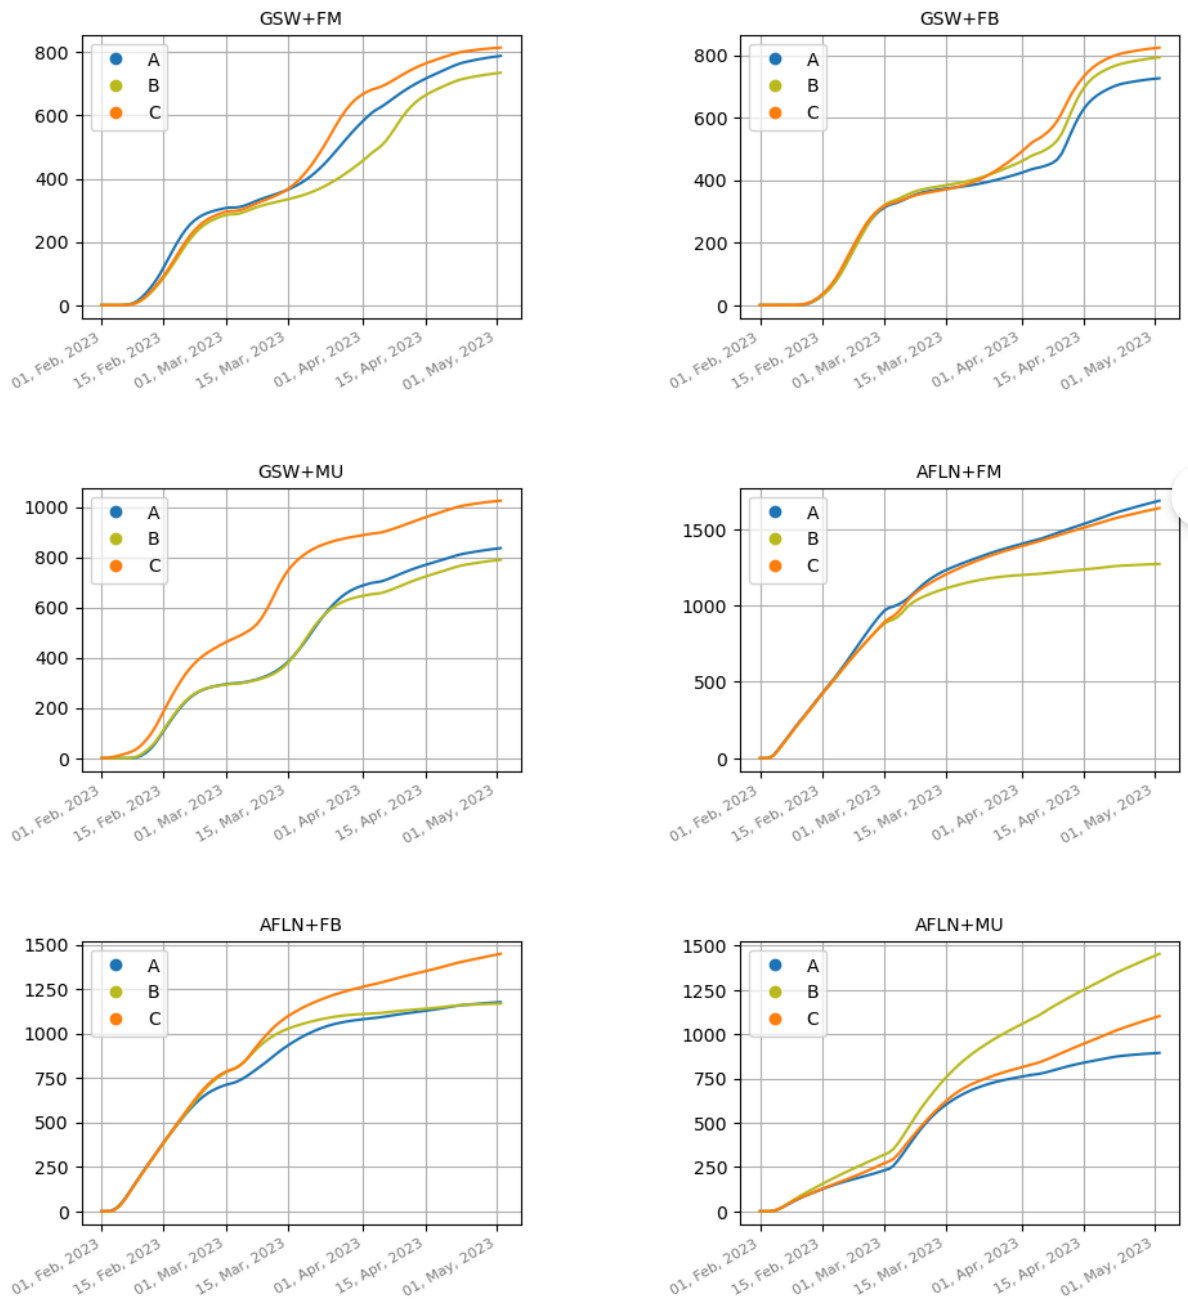 GSW+FM
800
600
400
200
0
A
B
C
01, Feb, 2023
15, Feb, 2023
01, Mar, 2023
15, Mar, 2023
01, Apr, 2023
15, Apr, 2023
01, May, 2023
GSW+FB
800
600
400
200
0
A
B
C
01, Feb, 2023
15, Feb, 2023
01, Mar, 2023
15, Mar, 2023
01, Apr, 2023
15, Apr, 2023
01, May, 2023
GSW+MU
1000
800
600
400
200
0
A
B
C
01, Feb, 2023
15, Feb, 2023
01, Mar, 2023
15, Mar, 2023
01, Apr, 2023
15, Apr, 2023
01, May, 2023
AFLN+FM
1500
1000
500
0
A
B
C
01, Feb, 2023
15, Feb, 2023
01, Mar, 2023
15, Mar, 2023
01, Apr, 2023
15, Apr, 2023
01, May, 2023
AFLN+FB
1500
1250
1000
750
500
250
0
A
B
C
01, Feb, 2023
15, Feb, 2023
01, Mar, 2023
15, Mar, 2023
01, Apr, 2023
15, Apr, 2023
01, May, 2023
AFLN+MU
1500
1250
1000
750
500
250
0
A
B
C
01, Feb, 2023
15, Feb, 2023
01, Mar, 2023
15, Mar, 2023
01, Apr, 2023
15, Apr, 2023
01, May, 2023